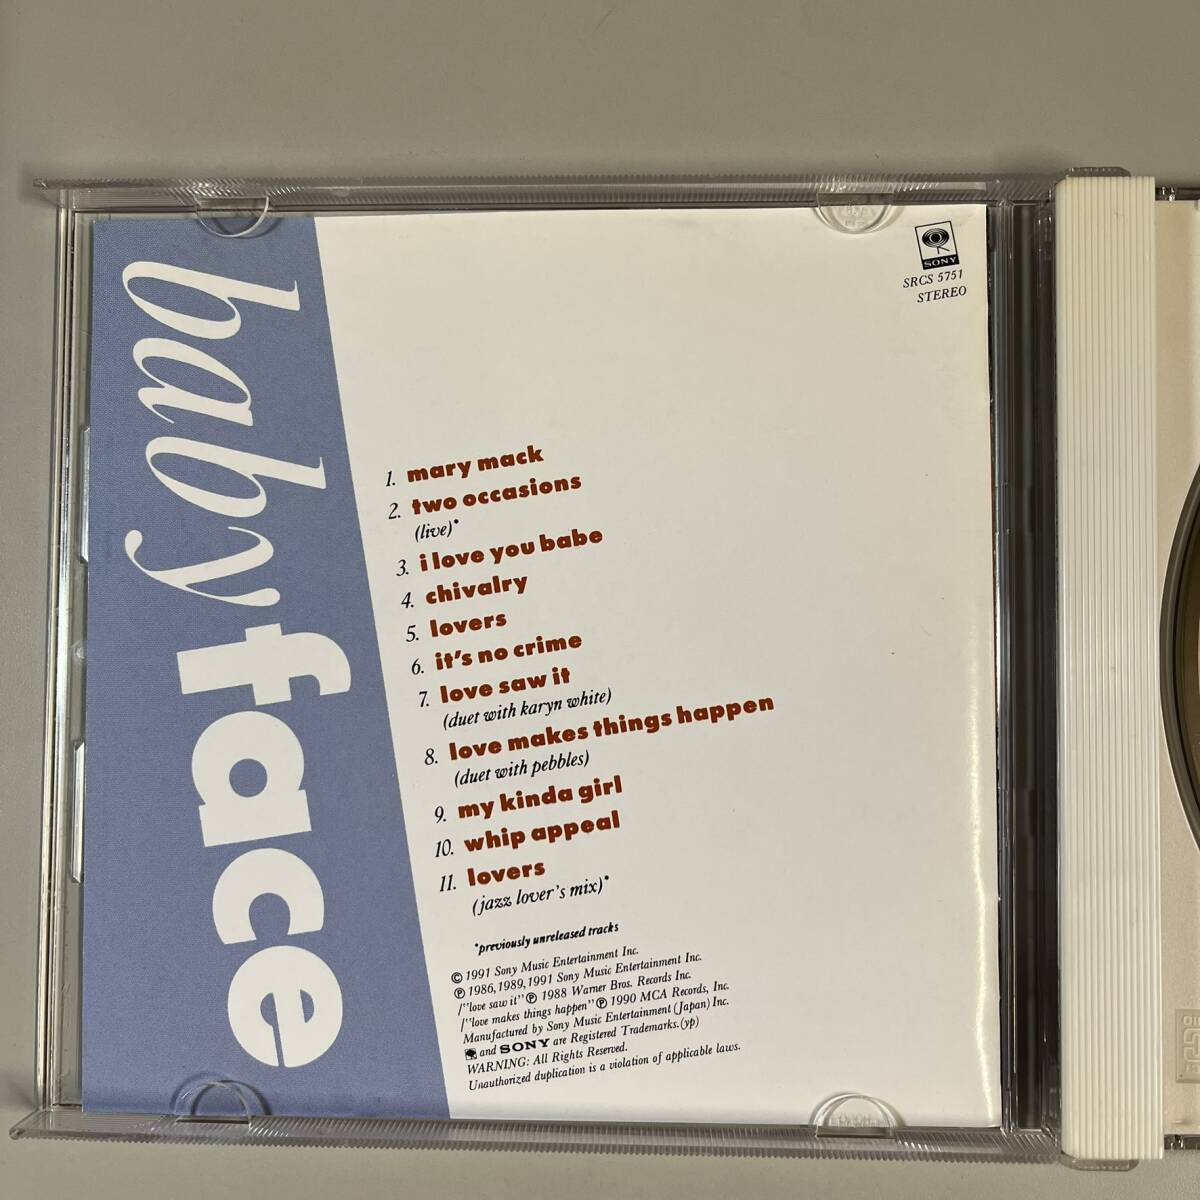 babyface
SONY
SRCS 5751
STEREO
1. mary mack
2. two occasions
(live)*
3. i love you babe
4. chivalry
5. lovers
6. it's no crime
7. love saw it
(duet with karyn white)
8. love makes things happen
(duet with pebbles)
9. my kinda girl
10. whip appeal
11. lovers
(jazz lover's mix)*
*previously unreleased tracks
© 1991 Sony Music Entertainment Inc.
℗ 1986,1989,1991 Sony Music Entertainment Inc.
/"love saw it" ℗ 1988 Warner Bros. Records Inc.
/"love makes things happen" ℗ 1990 MCA Records, Inc.
Manufactured by Sony Music Entertainment (Japan) Inc.
and SONY are Registered Trademarks.(yp)
WARNING: All Rights Reserved.
Unauthorized duplication is a violation of applicable laws.